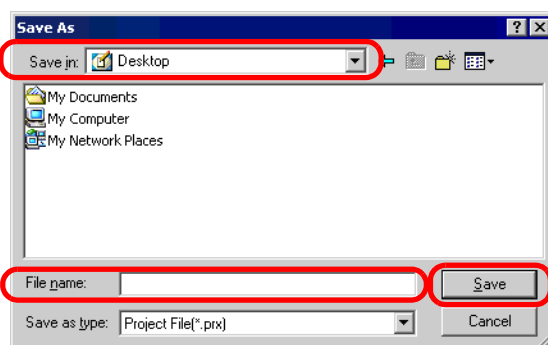 Save As
Save in: Desktop
My Documents
My Computer
My Network Places
File name: Save
Save as type: Project File(*.prx) Cancel